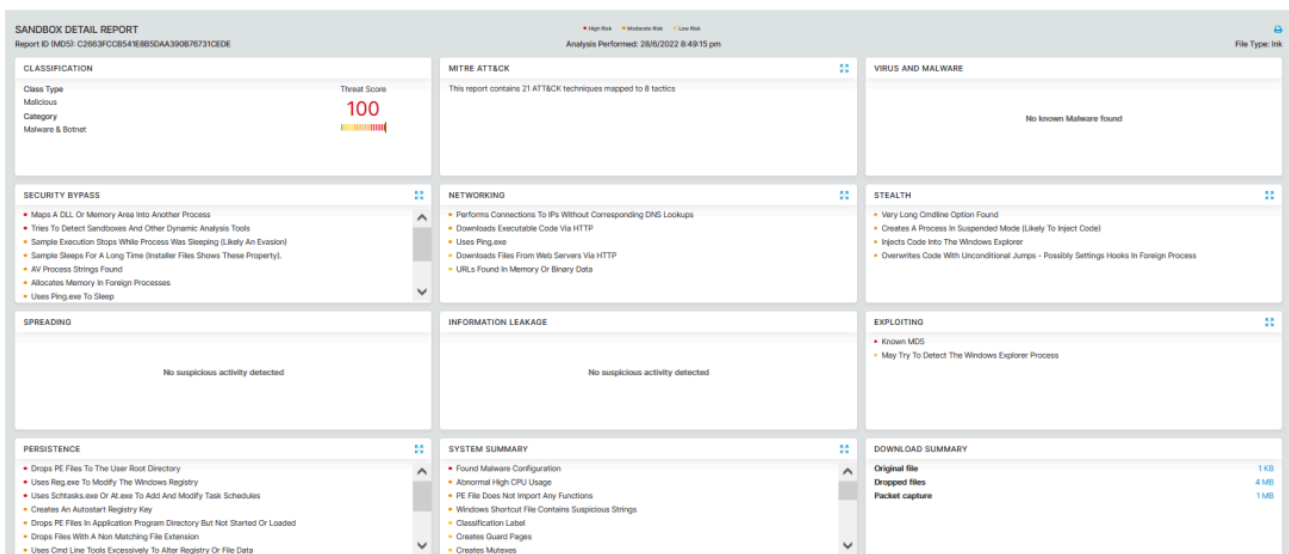 SANDBOX DETAIL REPORT
Report ID (MD5): C2663FCCB541E8B5DAA390B76731CEDE
High Risk Moderate Risk Low Risk
Analysis Performed: 28/6/2022 8:49:15 pm
File Type: lnk
CLASSIFICATION
Class Type
Malicious
Category
Malware & Botnet
Threat Score
100
MITRE ATT&CK
This report contains 21 ATT&CK techniques mapped to 8 tactics
VIRUS AND MALWARE
No known Malware found
SECURITY BYPASS
Maps A DLL Or Memory Area Into Another Process
Tries To Detect Sandboxes And Other Dynamic Analysis Tools
Sample Execution Stops While Process Was Sleeping (Likely An Evasion)
Sample Sleeps For A Long Time (Installer Files Shows These Property).
AV Process Strings Found
Allocates Memory In Foreign Processes
Uses Ping.exe To Sleep
NETWORKING
Performs Connections To IPs Without Corresponding DNS Lookups
Downloads Executable Code Via HTTP
Uses Ping.exe
Downloads Files From Web Servers Via HTTP
URLs Found In Memory Or Binary Data
STEALTH
Very Long Cmdline Option Found
Creates A Process In Suspended Mode (Likely To Inject Code)
Injects Code Into The Windows Explorer
Overwrites Code With Unconditional Jumps - Possibly Settings Hooks In Foreign Process
SPREADING
No suspicious activity detected
INFORMATION LEAKAGE
No suspicious activity detected
EXPLOITING
Known MD5
May Try To Detect The Windows Explorer Process
PERSISTENCE
Drops PE Files To The User Root Directory
Uses Reg.exe To Modify The Windows Registry
Uses Schtasks.exe Or At.exe To Add And Modify Task Schedules
Creates An Autostart Registry Key
Drops PE Files In Application Program Directory But Not Started Or Loaded
Drops Files With A Non Matching File Extension
Uses Cmd Line Tools Excessively To Alter Registry Or File Data
SYSTEM SUMMARY
Found Malware Configuration
Abnormal High CPU Usage
PE File Does Not Import Any Functions
Windows Shortcut File Contains Suspicious Strings
Classification Label
Creates Guard Pages
Creates Mutexes
DOWNLOAD SUMMARY
Original file 1 KB
Dropped files 4 MB
Packet capture 1 MB